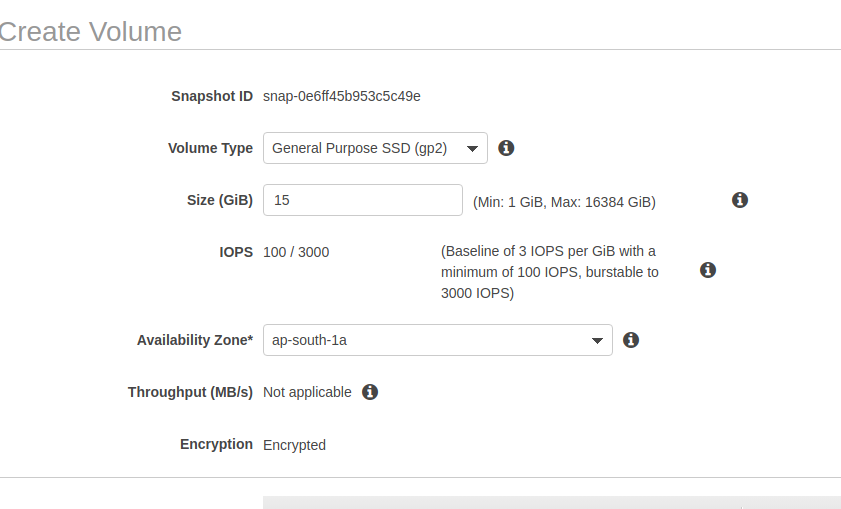 Create Volume
Snapshot ID snap-0e6ff45b953c5c49e
Volume Type General Purpose SSD (gp2)
Size (GiB) 15 (Min: 1 GiB, Max: 16384 GiB)
IOPS 100 / 3000 (Baseline of 3 IOPS per GiB with a
minimum of 100 IOPS, burstable to
3000 IOPS)
Availability Zone* ap-south-1a
Throughput (MB/s) Not applicable
Encryption Encrypted